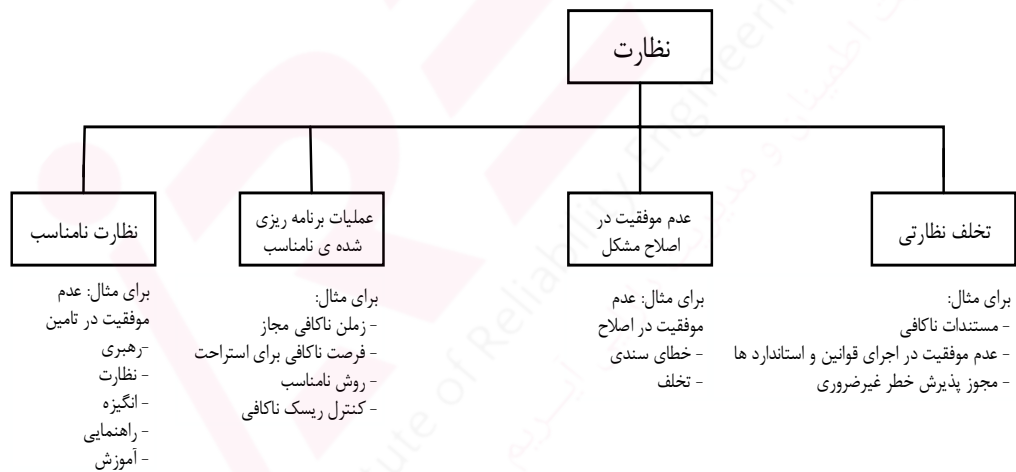 نظارت
تخلف نظارتی
عدم موفقیت در
اصلاح مشکل
عملیات برنامه ریزی
شده ی نامناسب
نظارت نامناسب
برای مثال:
- مستندات ناکافی
- عدم موفقیت در اجرای قوانین و استاندارد ها
- مجوز پذیرش خطر غیرضروری
برای مثال: عدم
موفقیت در اصلاح
- خطای سندی
- تخلف
برای مثال:
- زملن ناکافی مجاز
- فرصت ناکافی برای استراحت
- روش نامناسب
- کنترل ریسک ناکافی
برای مثال: عدم
موفقیت در تامین
-رهبری
- نظارت
- انگیزه
- راهنمایی
- آموزش